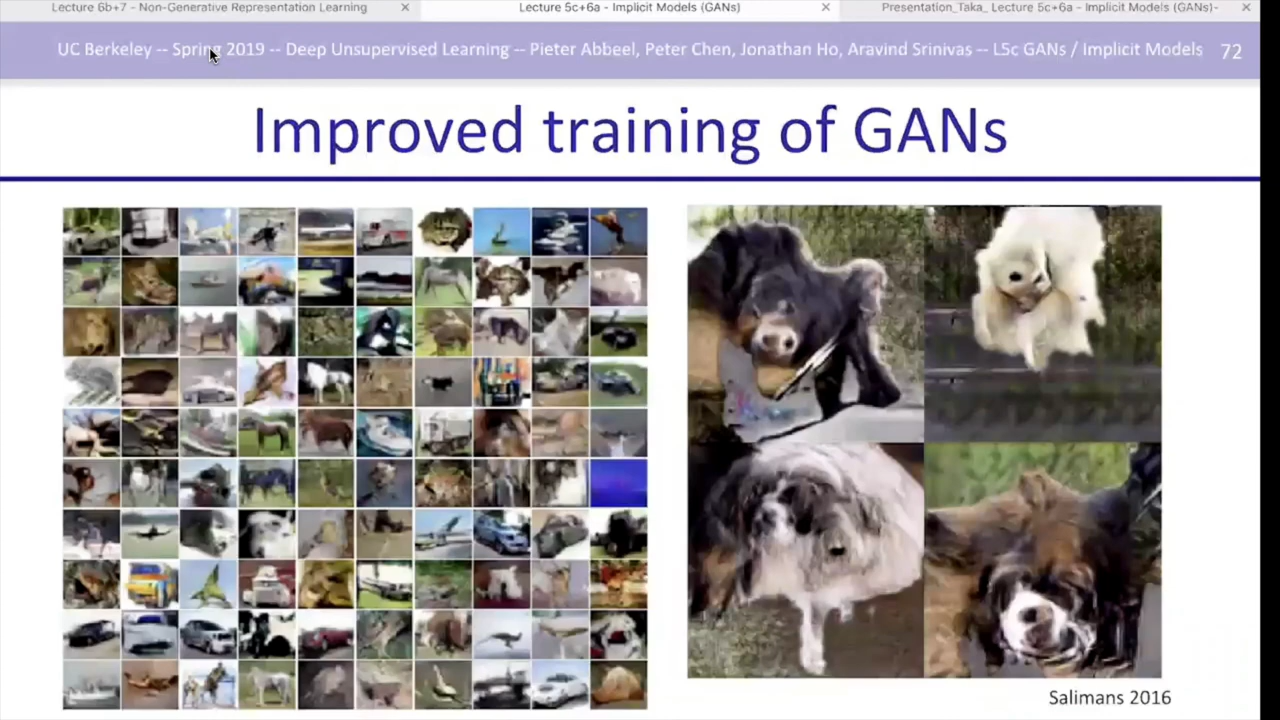 Lecture 6b+7 - Non-Generative Representation Learning
Lecture 5c+6a - Implicit Models (GANs)
Presentation_Taka_ Lecture 5c+6a - Implicit Models (GANs)-
UC Berkeley -- Spring 2019 -- Deep Unsupervised Learning -- Pieter Abbeel, Peter Chen, Jonathan Ho, Aravind Srinivas -- L5c GANs / Implicit Models 72
Improved training of GANs
Salimans 2016